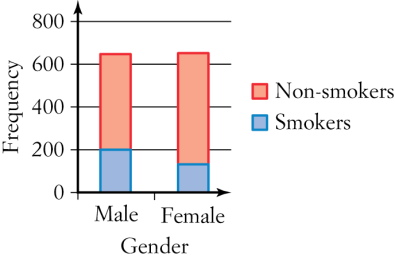 800
600
400
200
0
Frequency
Male
Female
Gender
Non-smokers
Smokers